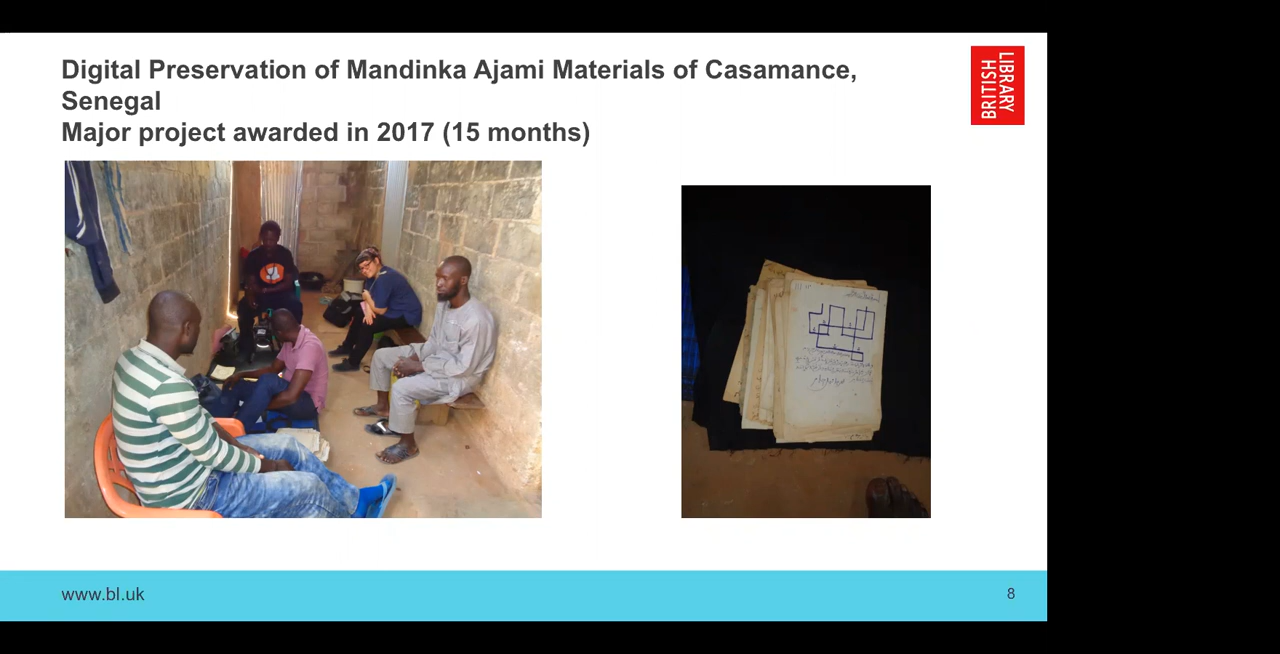 Digital Preservation of Mandinka Ajami Materials of Casamance,
Senegal
Major project awarded in 2017 (15 months)
BRITISH
LIBRARY
www.bl.uk
8